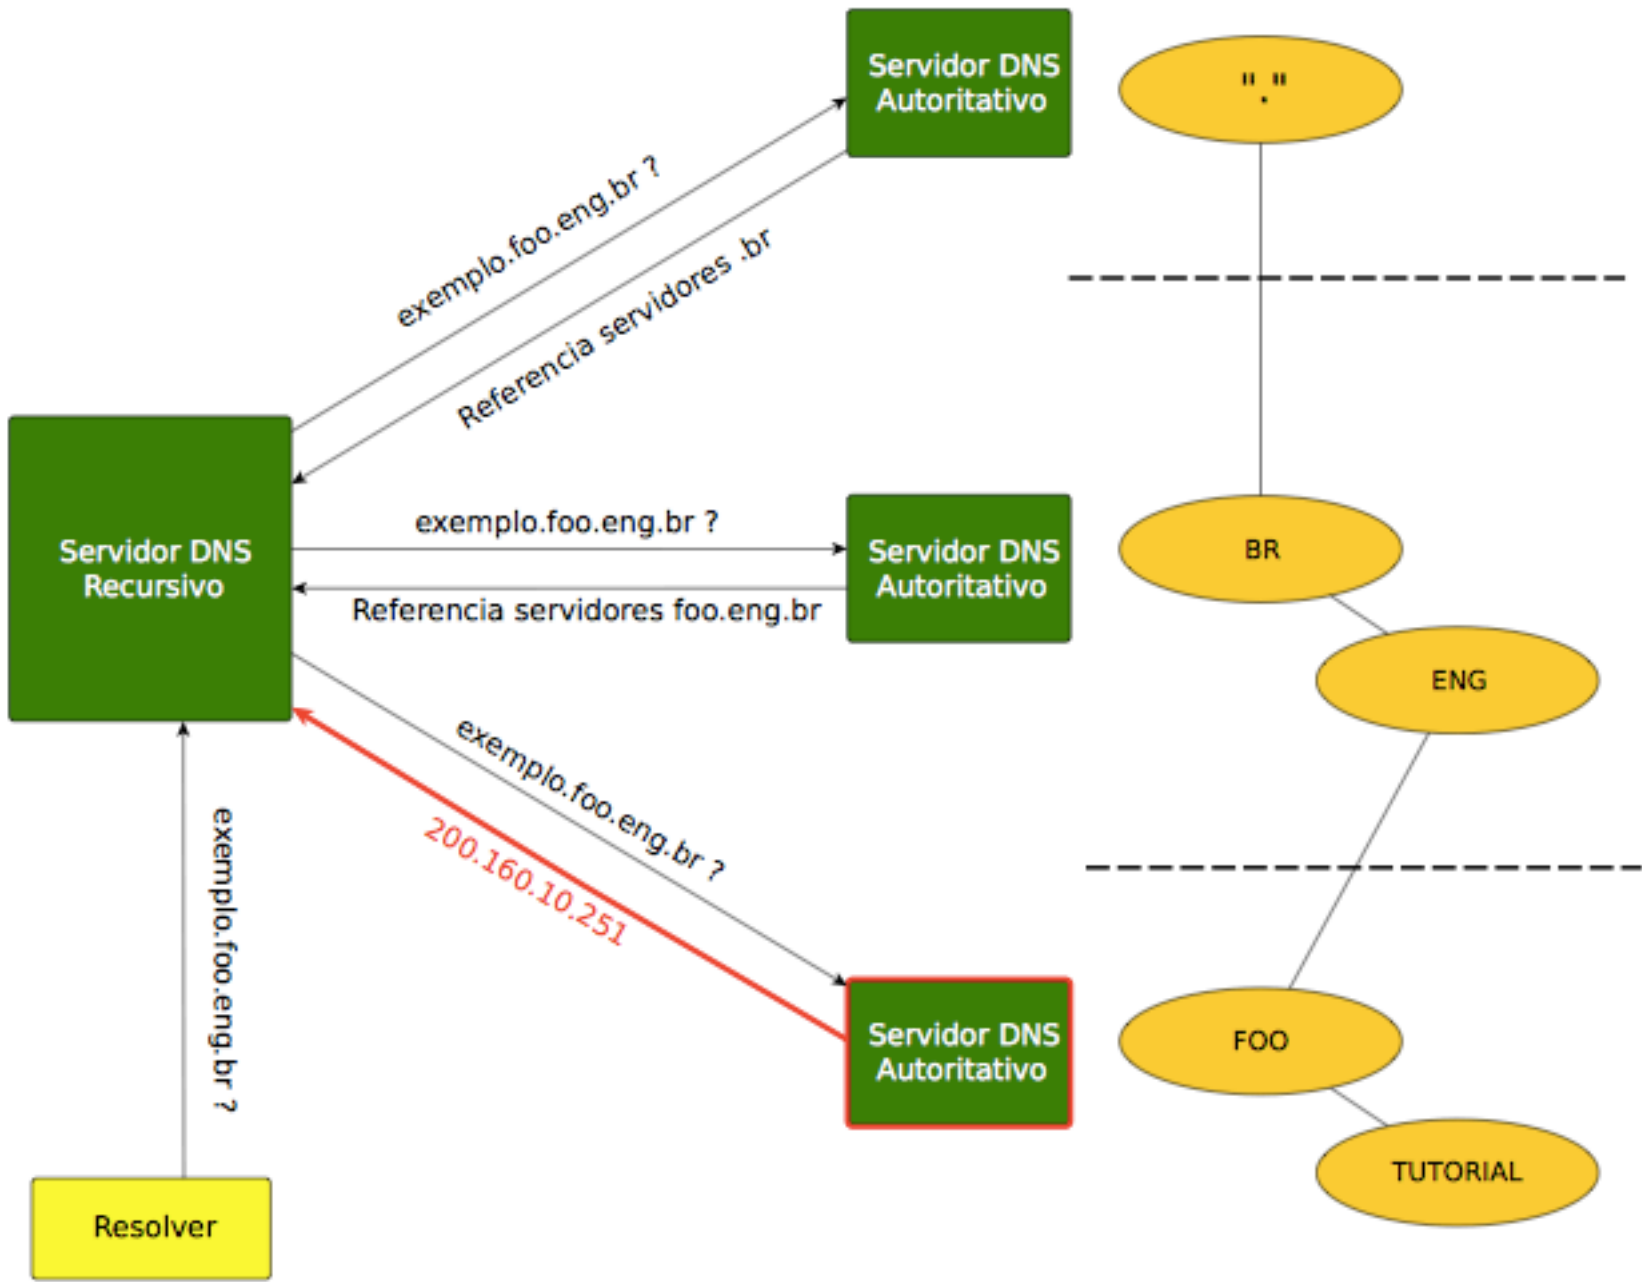 Servidor DNS
Autoritativo
"."
exemplo.foo.eng.br ?
Referencia servidores .br
Servidor DNS
Recursivo
exemplo.foo.eng.br ?
Referencia servidores foo.eng.br
Servidor DNS
Autoritativo
BR
ENG
exemplo.foo.eng.br ?
200.160.10.251
exemplo.foo.eng.br ?
Servidor DNS
Autoritativo
FOO
TUTORIAL
Resolver